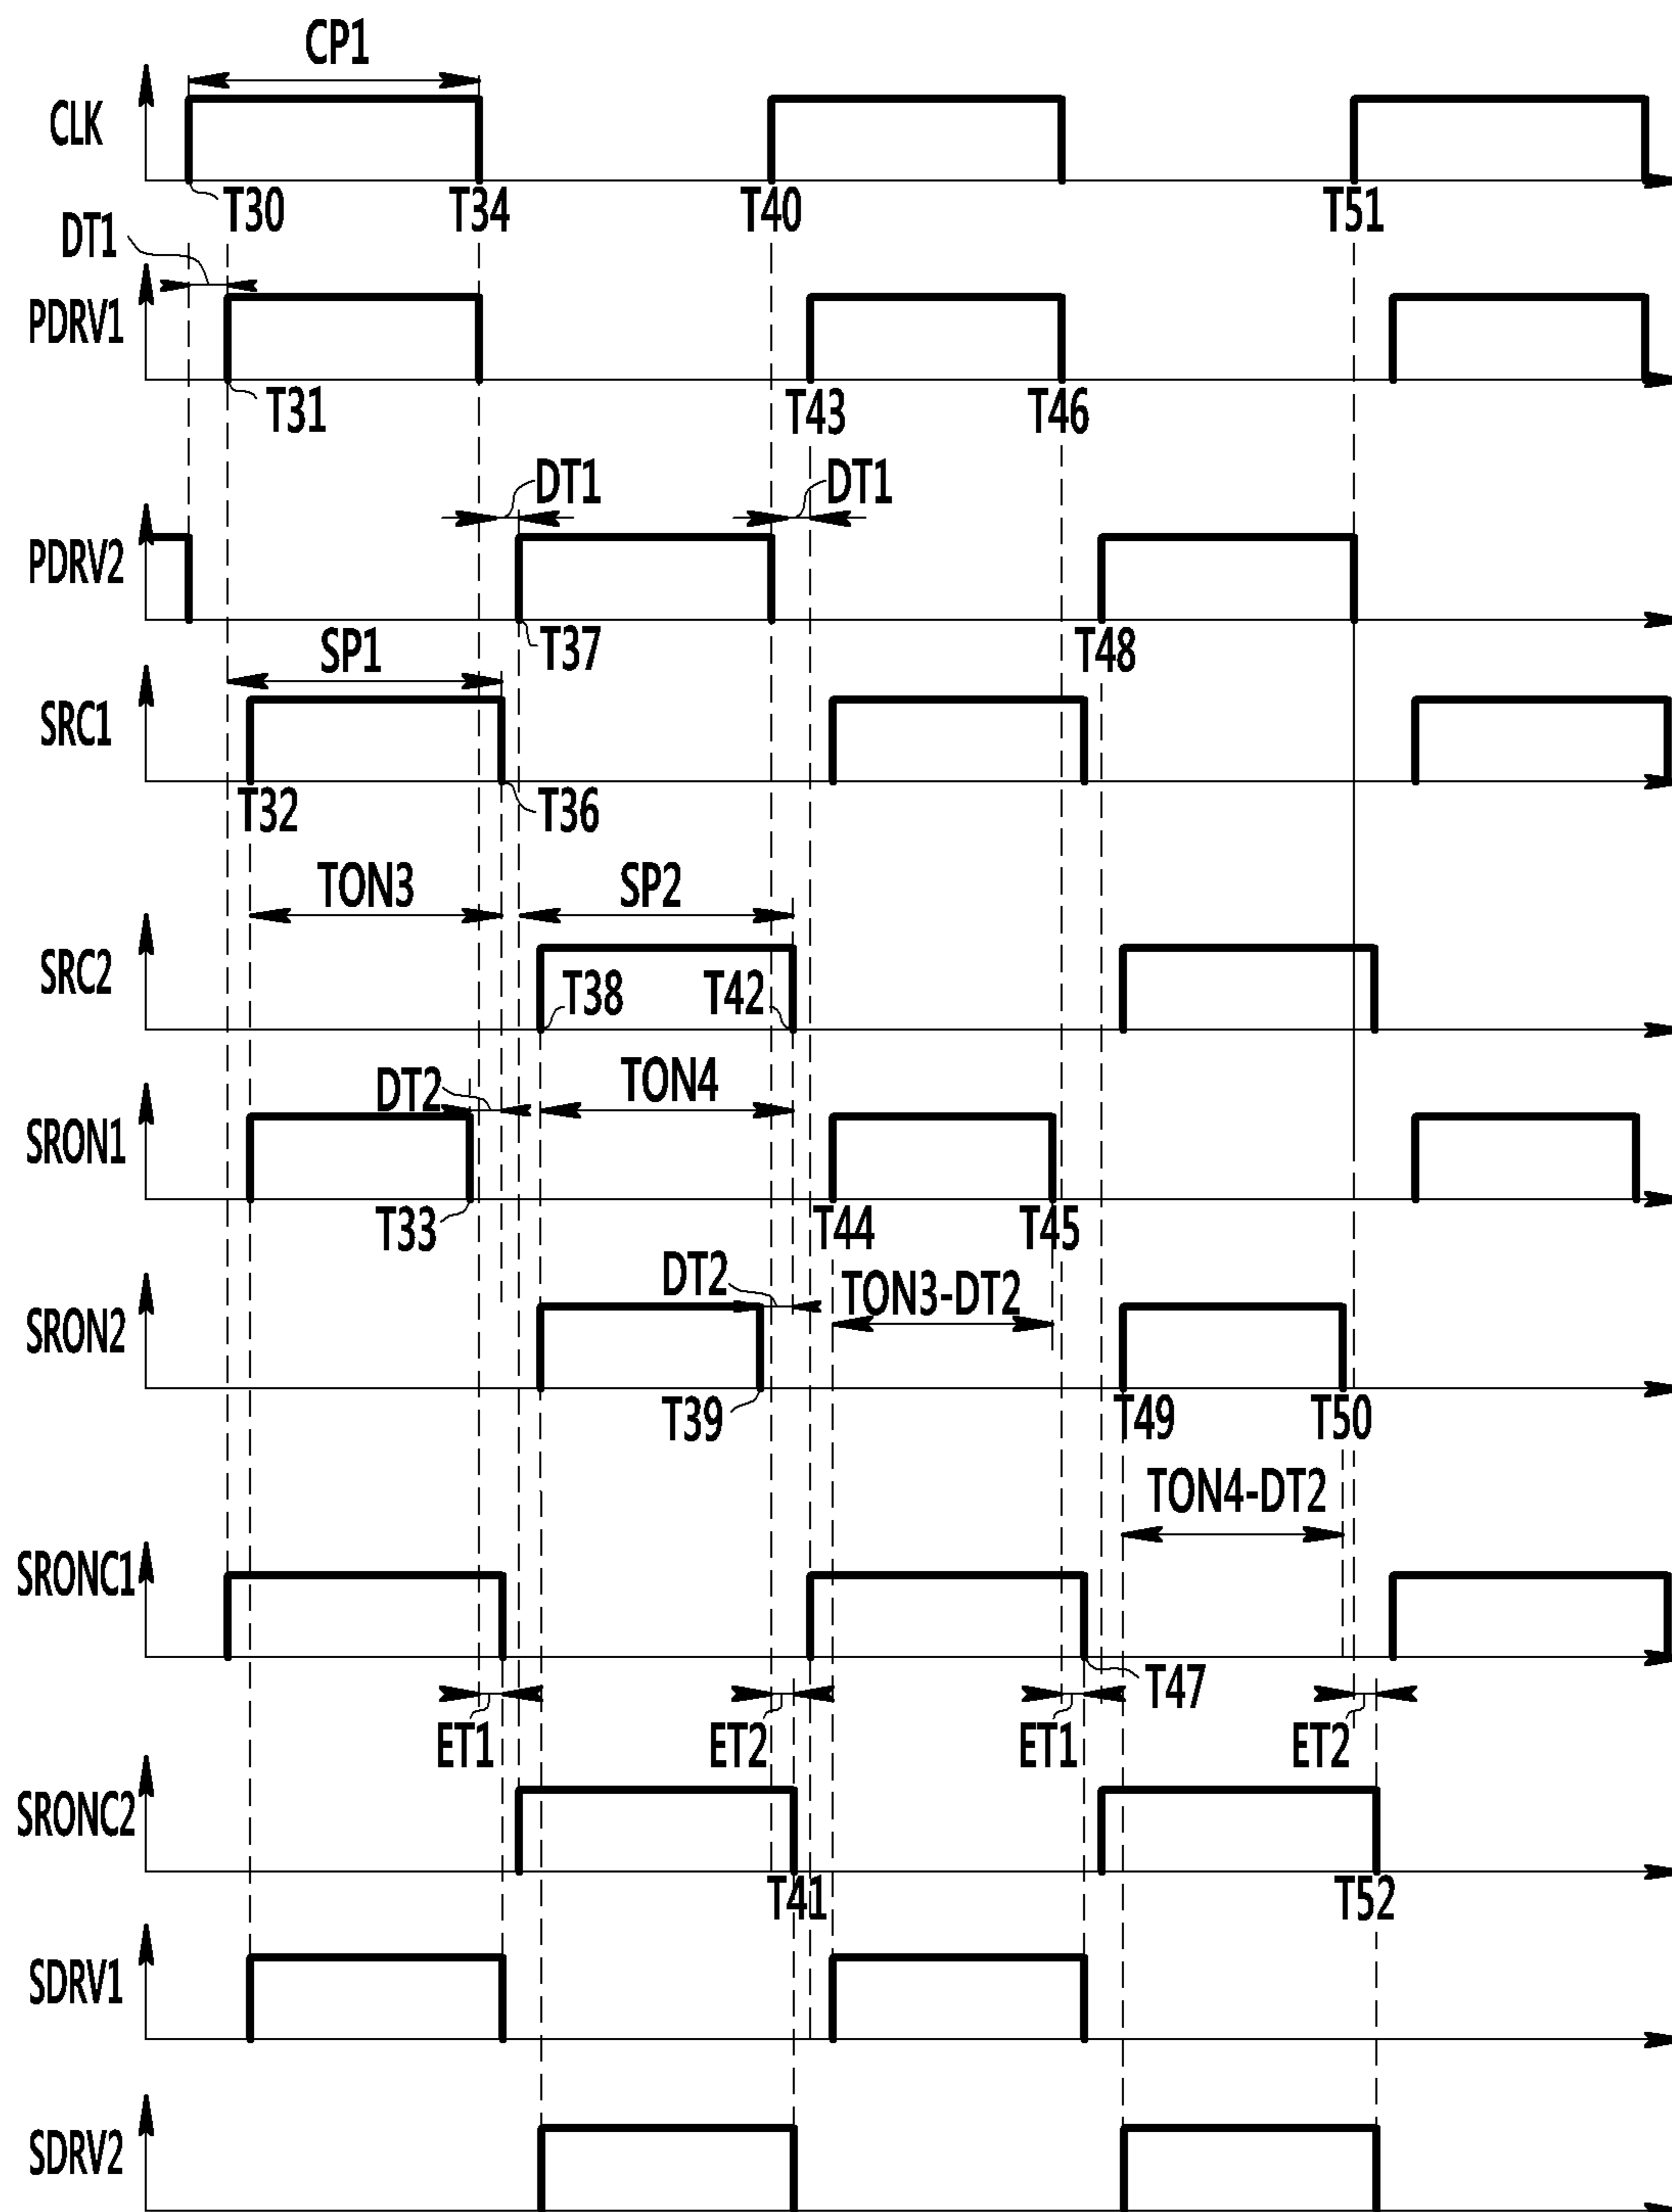 CP1
CLK
T30
T34
T40
T51
DT1
PDRV1
T31
T43
T46
DT1
DT1
PDRV2
T37
T48
SP1
SRC1
T32
T36
TON3
SP2
SRC2
T38
T42
DT2
TON4
SRON1
T33
T44
T45
DT2
TON3-DT2
SRON2
T39
T49
T50
TON4-DT2
SRONC1
T47
ET1
ET2
ET1
ET2
SRONC2
T41
T52
SDRV1
SDRV2